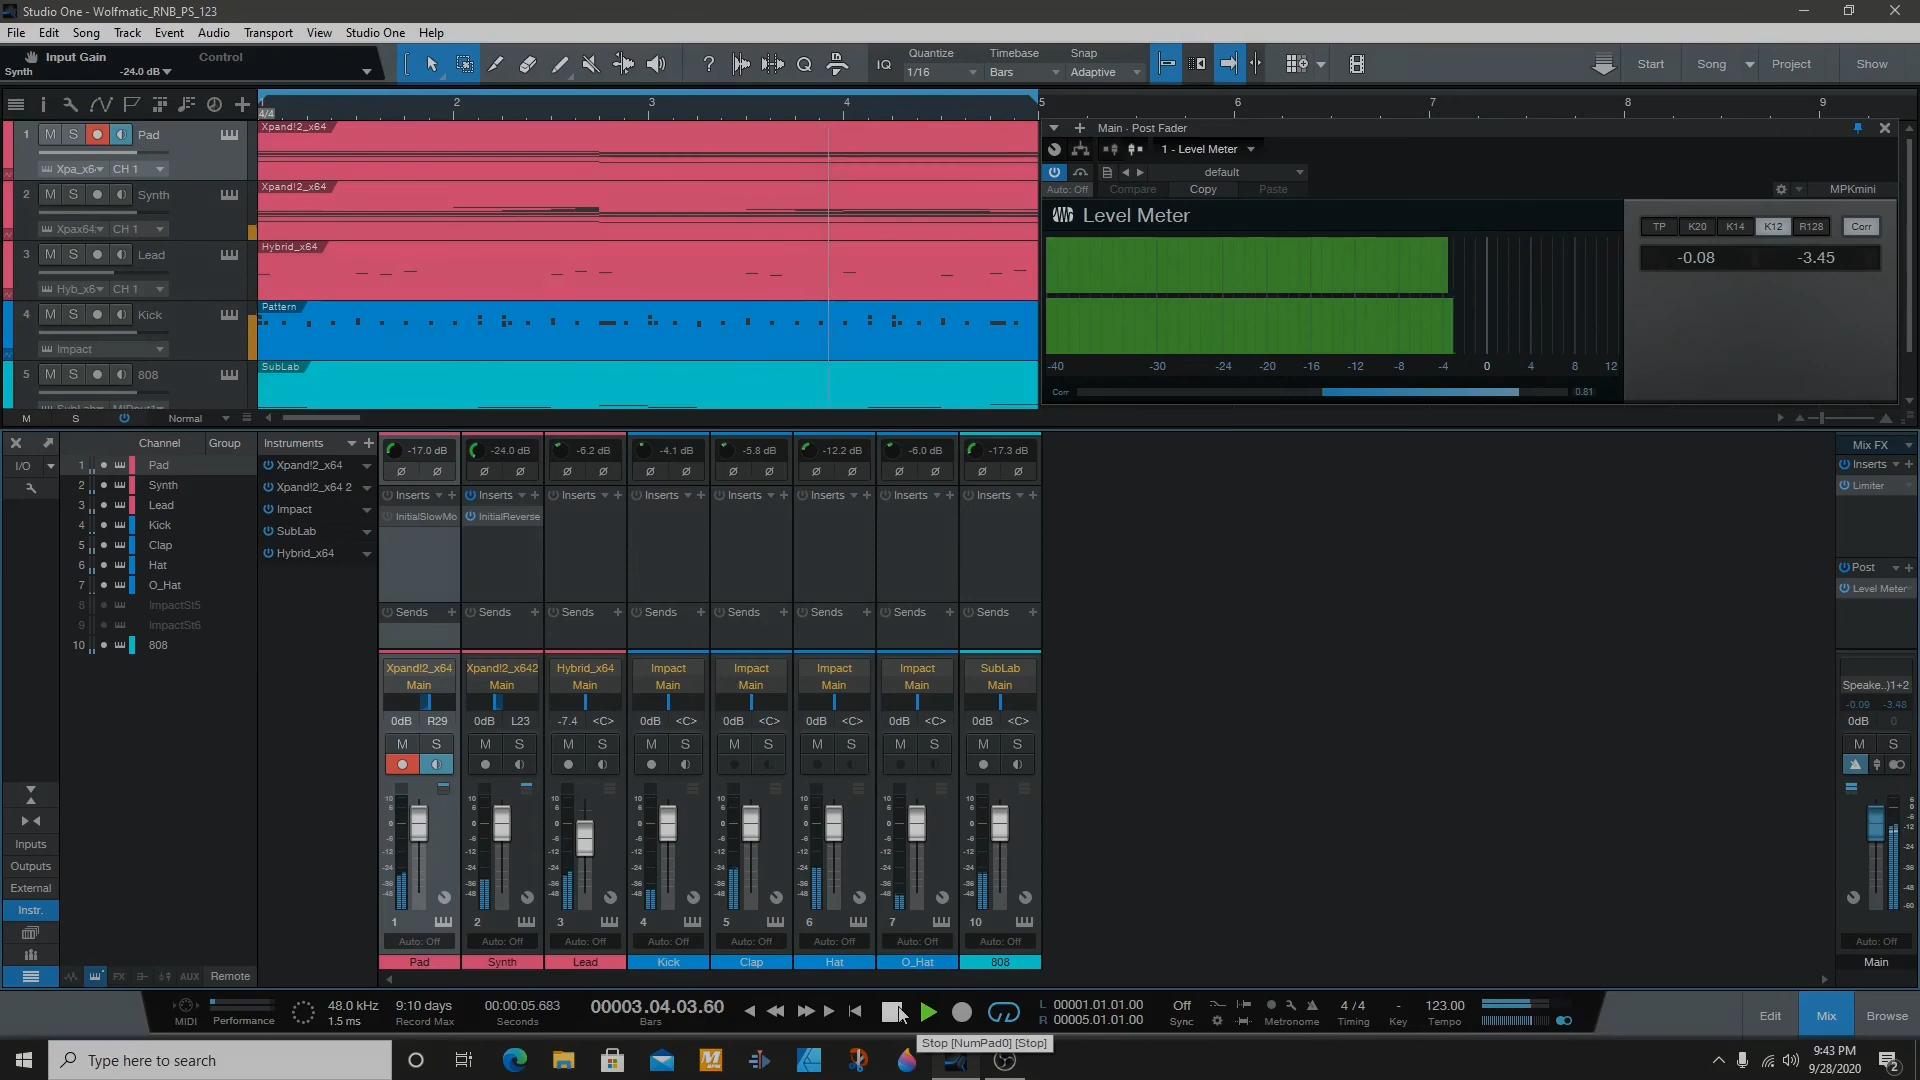 Studio One - Wolfmatic_RNB_PS_123
File Edit Song Track Event Audio Transport View Studio One Help
Input Gain Control
Synth -24.0 dB
IQ
Quantize Timebase Snap
1/16 Bars Adaptive
Start Song Project Show
4/4
2 3 4 5 6 7 8 9
1 M S Pad
Xpa_x6 CH 1
2 M S Synth
Xpax64 CH 1
3 M S Lead
Hyb_x6 CH 1
4 M S Kick
Impact
5 M S 808
M S Normal
Xpand!2_x64
Xpand!2_x64
Hybrid_x64
Pattern
SubLab
Main - Post Fader
1 - Level Meter
default
Auto: Off Compare Copy Paste
MPKmini
Level Meter
TP K20 K14 K12 R128 Corr
-0.08 -3.45
-40 -30 -24 -20 -16 -12 -8 -4 0 4 8 12
Corr 0.81
Channel Group
I/O
1 Pad
2 Synth
3 Lead
4 Kick
5 Clap
6 Hat
7 O_Hat
8 ImpactSt5
9 ImpactSt6
10 808
Instruments
Xpand!2_x64
Xpand!2_x64 2
Impact
SubLab
Hybrid_x64
-17.0 dB -24.0 dB -6.2 dB -4.1 dB -5.8 dB -12.2 dB -6.0 dB -17.3 dB
Inserts Inserts Inserts Inserts Inserts Inserts Inserts Inserts
InitialSlowMo InitialReverse
Sends Sends Sends Sends Sends Sends Sends Sends
Xpand!2_x64 Xpand!2_x642 Hybrid_x64 Impact Impact Impact Impact SubLab
Main Main Main Main Main Main Main Main
0dB R29 0dB L23 -7.4 <C> 0dB <C> 0dB <C> 0dB <C> 0dB <C> 0dB <C>
M S M S M S M S M S M S M S M S
1 2 3 4 5 6 7 10
Auto: Off Auto: Off Auto: Off Auto: Off Auto: Off Auto: Off Auto: Off Auto: Off
Pad Synth Lead Kick Clap Hat O_Hat 808
Inputs
Outputs
External
Instr.
FX AUX Remote
Mix FX
Inserts
Limiter
Post
Level Meter
Speake..)1+2
-0.09 -3.48
0dB 0
M S
Auto: Off
Main
MIDI Performance
48.0 kHz
1.5 ms
9:10 days
Record Max
00:00:05.683
Seconds
00003.04.03.60
Bars
L 00001.01.01.00
R 00005.01.01.00
Off
Sync
Metronome
4 / 4
Timing
-
Key
123.00
Tempo
Edit Mix Browse
Stop [NumPad0] [Stop]
Type here to search
9:43 PM
9/28/2020
2